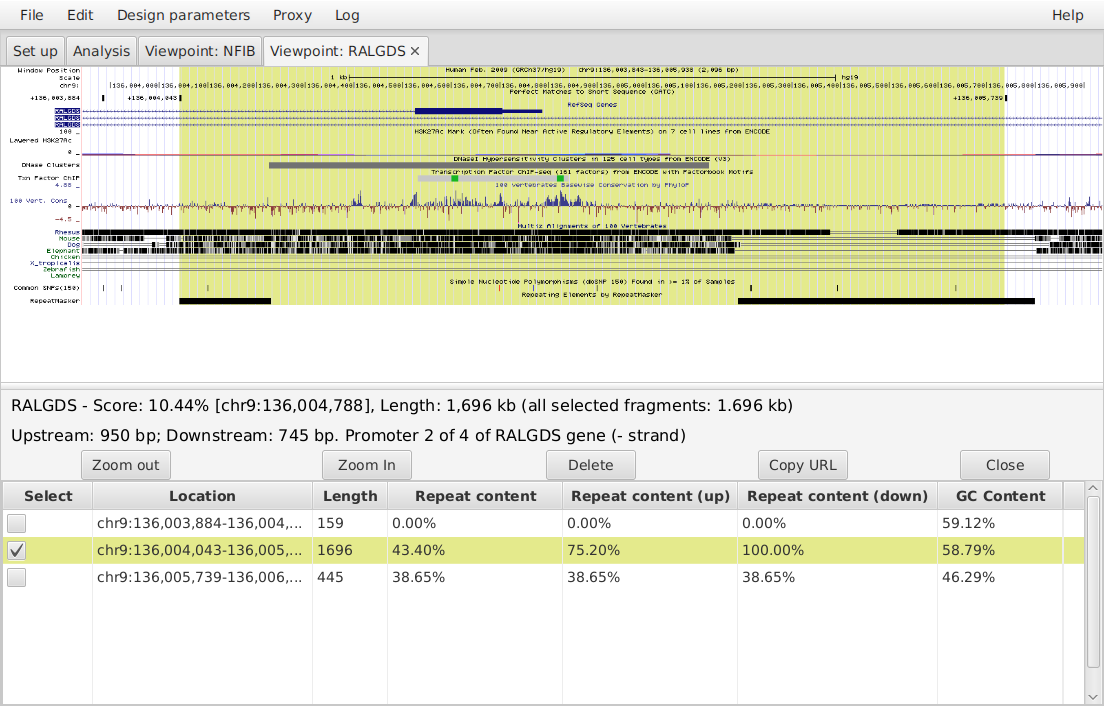 File Edit Design parameters Proxy Log Help
Set up Analysis Viewpoint: NFIB Viewpoint: RALGDS ×
Window Position Human Feb. 2009 (GRCh37/hg19) chr9:136,003,843-136,005,938 (2,096 bp)
Scale 1 kb hg19
chr9: |136,004,000|136,004,100|136,004,200|136,004,300|136,004,400|136,004,500|136,004,600|136,004,700|136,004,800|136,004,900|136,005,000|136,005,100|136,005,200|136,005,300|136,005,400|136,005,500|136,005,600|136,005,700|136,005,800|136,005,900|
Perfect Matches to Short Sequence (GATC)
+136,003,884 +136,004,043 +136,005,739
RefSeq Genes
RALGDS
RALGDS
RALGDS
H3K27Ac Mark (Often Found Near Active Regulatory Elements) on 7 cell lines from ENCODE
100 _
Layered H3K27Ac
0 _
DNaseI Hypersensitivity Clusters in 125 cell types from ENCODE (V3)
DNase Clusters
Transcription Factor ChIP-seq (161 factors) from ENCODE with Factorbook Motifs
Txn Factor ChIP
100 vertebrates Basewise Conservation by PhyloP
4.88 _
100 Vert. Cons
0 _
-4.5 _
Multiz Alignments of 100 Vertebrates
Rhesus
Mouse
Dog
Elephant
Chicken
X_tropicalis
Zebrafish
Lamprey
Simple Nucleotide Polymorphisms (dbSNP 150) Found in >= 1% of Samples
Common SNPs(150)
Repeating Elements by RepeatMasker
RepeatMasker
RALGDS - Score: 10.44% [chr9:136,004,788], Length: 1,696 kb (all selected fragments: 1.696 kb)
Upstream: 950 bp; Downstream: 745 bp. Promoter 2 of 4 of RALGDS gene (- strand)
Zoom out Zoom In Delete Copy URL Close
Select Location Length Repeat content Repeat content (up) Repeat content (down) GC Content
chr9:136,003,884-136,004,... 159 0.00% 0.00% 0.00% 59.12%
chr9:136,004,043-136,005,... 1696 43.40% 75.20% 100.00% 58.79%
chr9:136,005,739-136,006,... 445 38.65% 38.65% 38.65% 46.29%